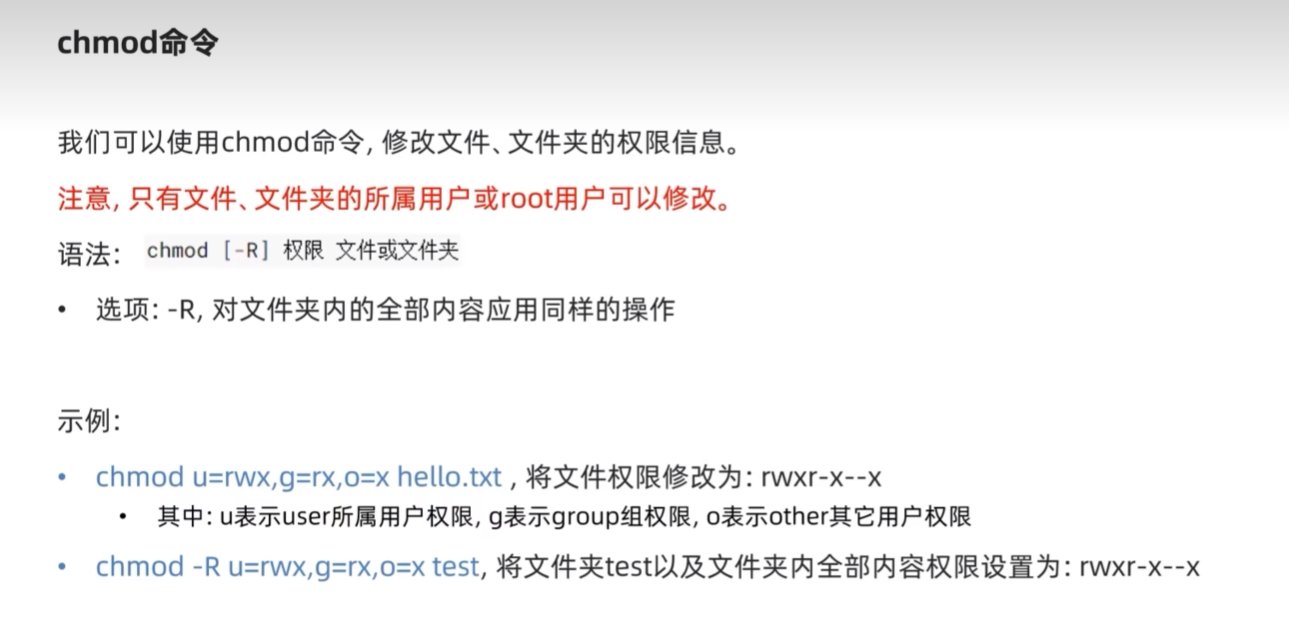 chmod命令
我们可以使用chmod命令, 修改文件、文件夹的权限信息。
注意, 只有文件、文件夹的所属用户或root用户可以修改。
语法: chmod [-R] 权限 文件或文件夹
• 选项: -R, 对文件夹内的全部内容应用同样的操作
示例:
• chmod u=rwx,g=rx,o=x hello.txt , 将文件权限修改为: rwxr-x--x
• 其中: u表示user所属用户权限, g表示group组权限, o表示other其它用户权限
• chmod -R u=rwx,g=rx,o=x test, 将文件夹test以及文件夹内全部内容权限设置为: rwxr-x--x